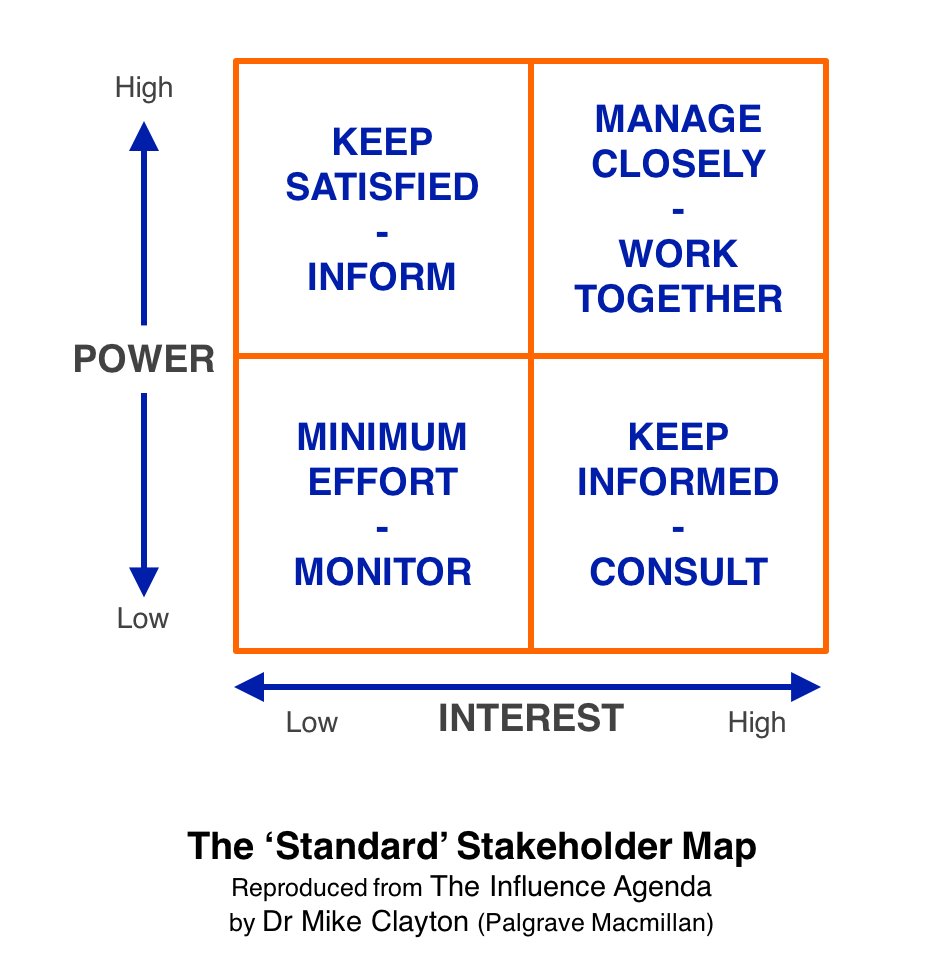 High
KEEP
SATISFIED
-
INFORM
MANAGE
CLOSELY
-
WORK
TOGETHER
POWER
MINIMUM
EFFORT
-
MONITOR
KEEP
INFORMED
-
CONSULT
Low
Low
INTEREST
High
The ‘Standard’ Stakeholder Map
Reproduced from The Influence Agenda
by Dr Mike Clayton (Palgrave Macmillan)